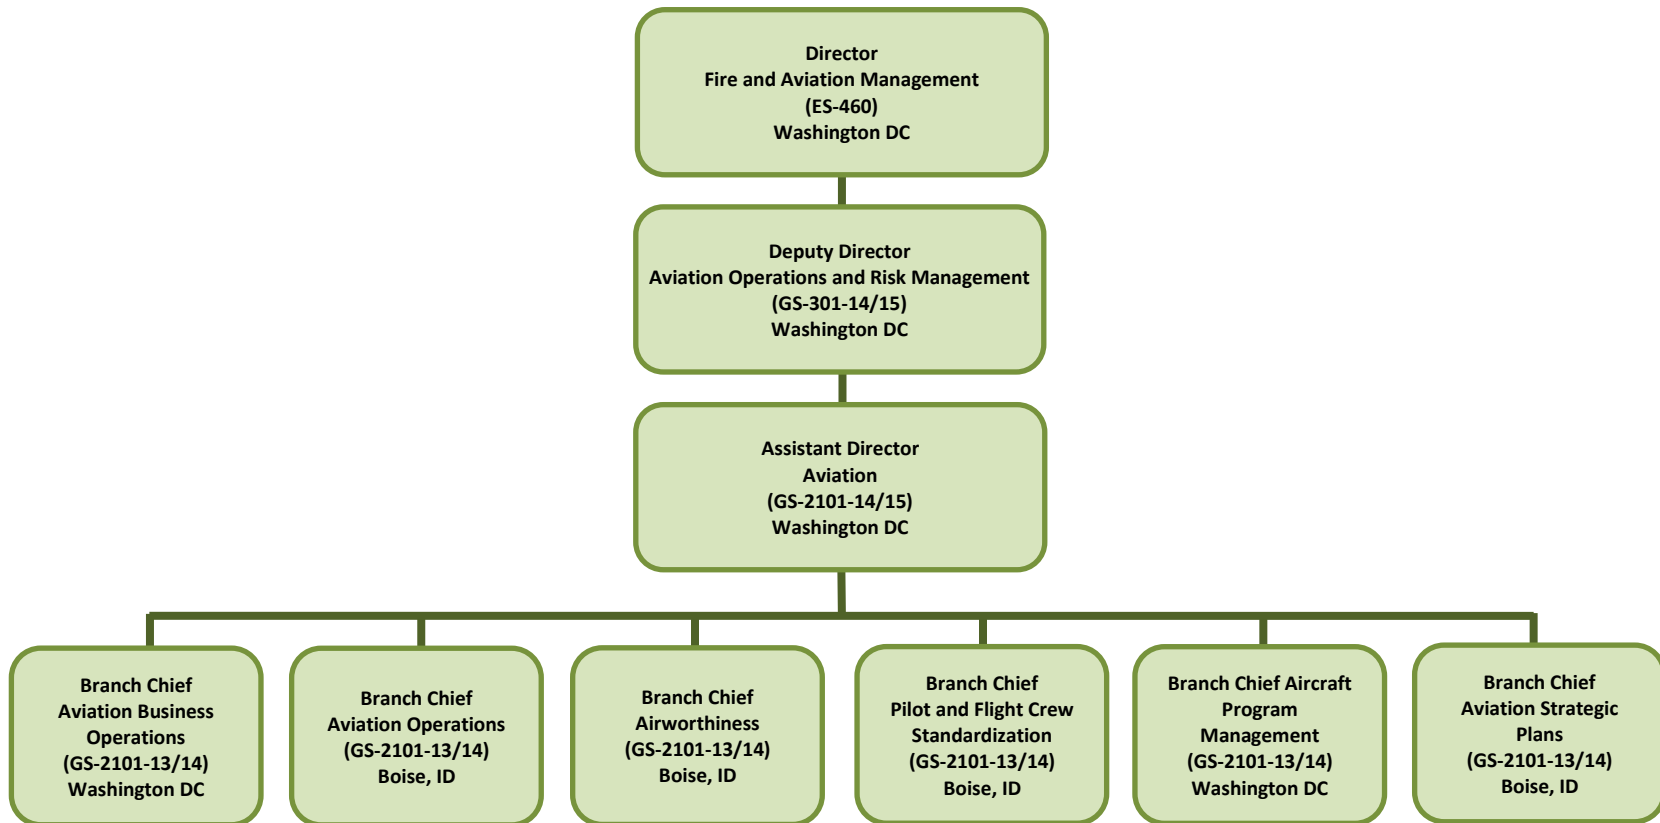 Director
Fire and Aviation Management
(ES-460)
Washington DC
Deputy Director
Aviation Operations and Risk Management
(GS-301-14/15)
Washington DC
Assistant Director
Aviation
(GS-2101-14/15)
Washington DC
Branch Chief
Aviation Business
Operations
(GS-2101-13/14)
Washington DC
Branch Chief
Aviation Operations
(GS-2101-13/14)
Boise, ID
Branch Chief
Airworthiness
(GS-2101-13/14)
Boise, ID
Branch Chief
Pilot and Flight Crew
Standardization
(GS-2101-13/14)
Boise, ID
Branch Chief Aircraft
Program
Management
(GS-2101-13/14)
Washington DC
Branch Chief
Aviation Strategic
Plans
(GS-2101-13/14)
Boise, ID